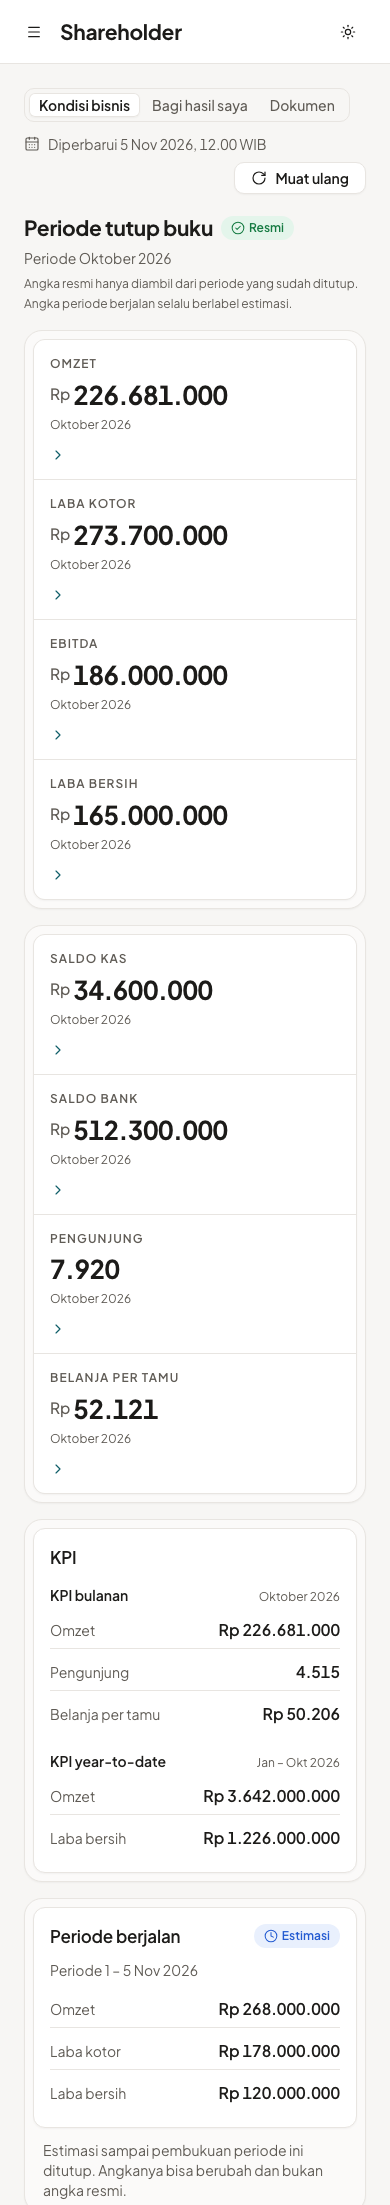 Shareholder
Kondisi bisnis Bagi hasil saya Dokumen
Diperbarui 5 Nov 2026, 12.00 WIB
Muat ulang
Periode tutup buku Resmi
Periode Oktober 2026
Angka resmi hanya diambil dari periode yang sudah ditutup.
Angka periode berjalan selalu berlabel estimasi.
OMZET
Rp 226.681.000
Oktober 2026
LABA KOTOR
Rp 273.700.000
Oktober 2026
EBITDA
Rp 186.000.000
Oktober 2026
LABA BERSIH
Rp 165.000.000
Oktober 2026
SALDO KAS
Rp 34.600.000
Oktober 2026
SALDO BANK
Rp 512.300.000
Oktober 2026
PENGUNJUNG
7.920
Oktober 2026
BELANJA PER TAMU
Rp 52.121
Oktober 2026
KPI
KPI bulanan Oktober 2026
Omzet Rp 226.681.000
Pengunjung 4.515
Belanja per tamu Rp 50.206
KPI year-to-date Jan – Okt 2026
Omzet Rp 3.642.000.000
Laba bersih Rp 1.226.000.000
Periode berjalan Estimasi
Periode 1 – 5 Nov 2026
Omzet Rp 268.000.000
Laba kotor Rp 178.000.000
Laba bersih Rp 120.000.000
Estimasi sampai pembukuan periode ini
ditutup. Angkanya bisa berubah dan bukan
angka resmi.